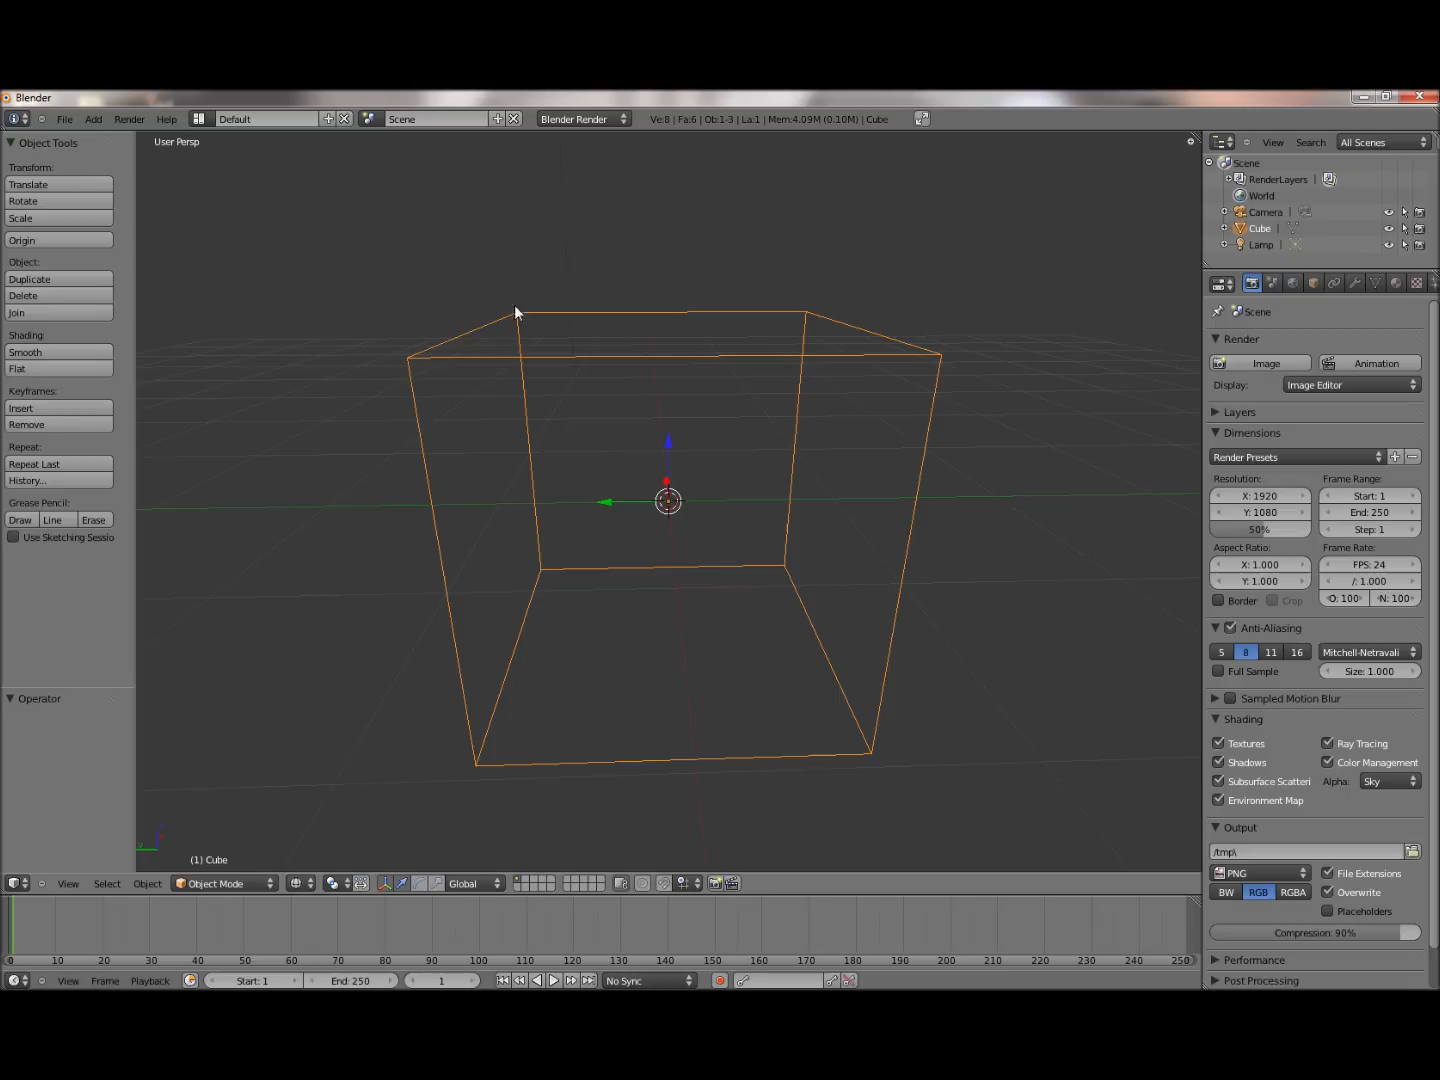 Blender
File Add Render Help Default Scene Blender Render Ve:8 | Fa:6 | Ob:1-3 | La:1 | Mem:4.09M (0.10M) | Cube
Object Tools
Transform:
Translate
Rotate
Scale
Origin
Object:
Duplicate
Delete
Join
Shading:
Smooth
Flat
Keyframes:
Insert
Remove
Repeat:
Repeat Last
History...
Grease Pencil:
Draw Line Erase
Use Sketching Sessio
Operator
User Persp
(1) Cube
View Select Object Object Mode Global
0 10 20 30 40 50 60 70 80 90 100 110 120 130 140 150 160 170 180 190 200 210 220 230 240 250
View Frame Playback Start: 1 End: 250 1 No Sync
View Search All Scenes
Scene
RenderLayers |
World
Camera |
Cube |
Lamp |
Scene
Render
Image Animation
Display: Image Editor
Layers
Dimensions
Render Presets
Resolution: Frame Range:
X: 1920 Start: 1
Y: 1080 End: 250
50% Step: 1
Aspect Ratio: Frame Rate:
X: 1.000 FPS: 24
Y: 1.000 /: 1.000
Border Crop O: 100 N: 100
Anti-Aliasing
5 8 11 16 Mitchell-Netravali
Full Sample Size: 1.000
Sampled Motion Blur
Shading
Textures Ray Tracing
Shadows Color Management
Subsurface Scatteri Alpha: Sky
Environment Map
Output
/tmp\
PNG File Extensions
BW RGB RGBA Overwrite
Placeholders
Compression: 90%
Performance
Post Processing